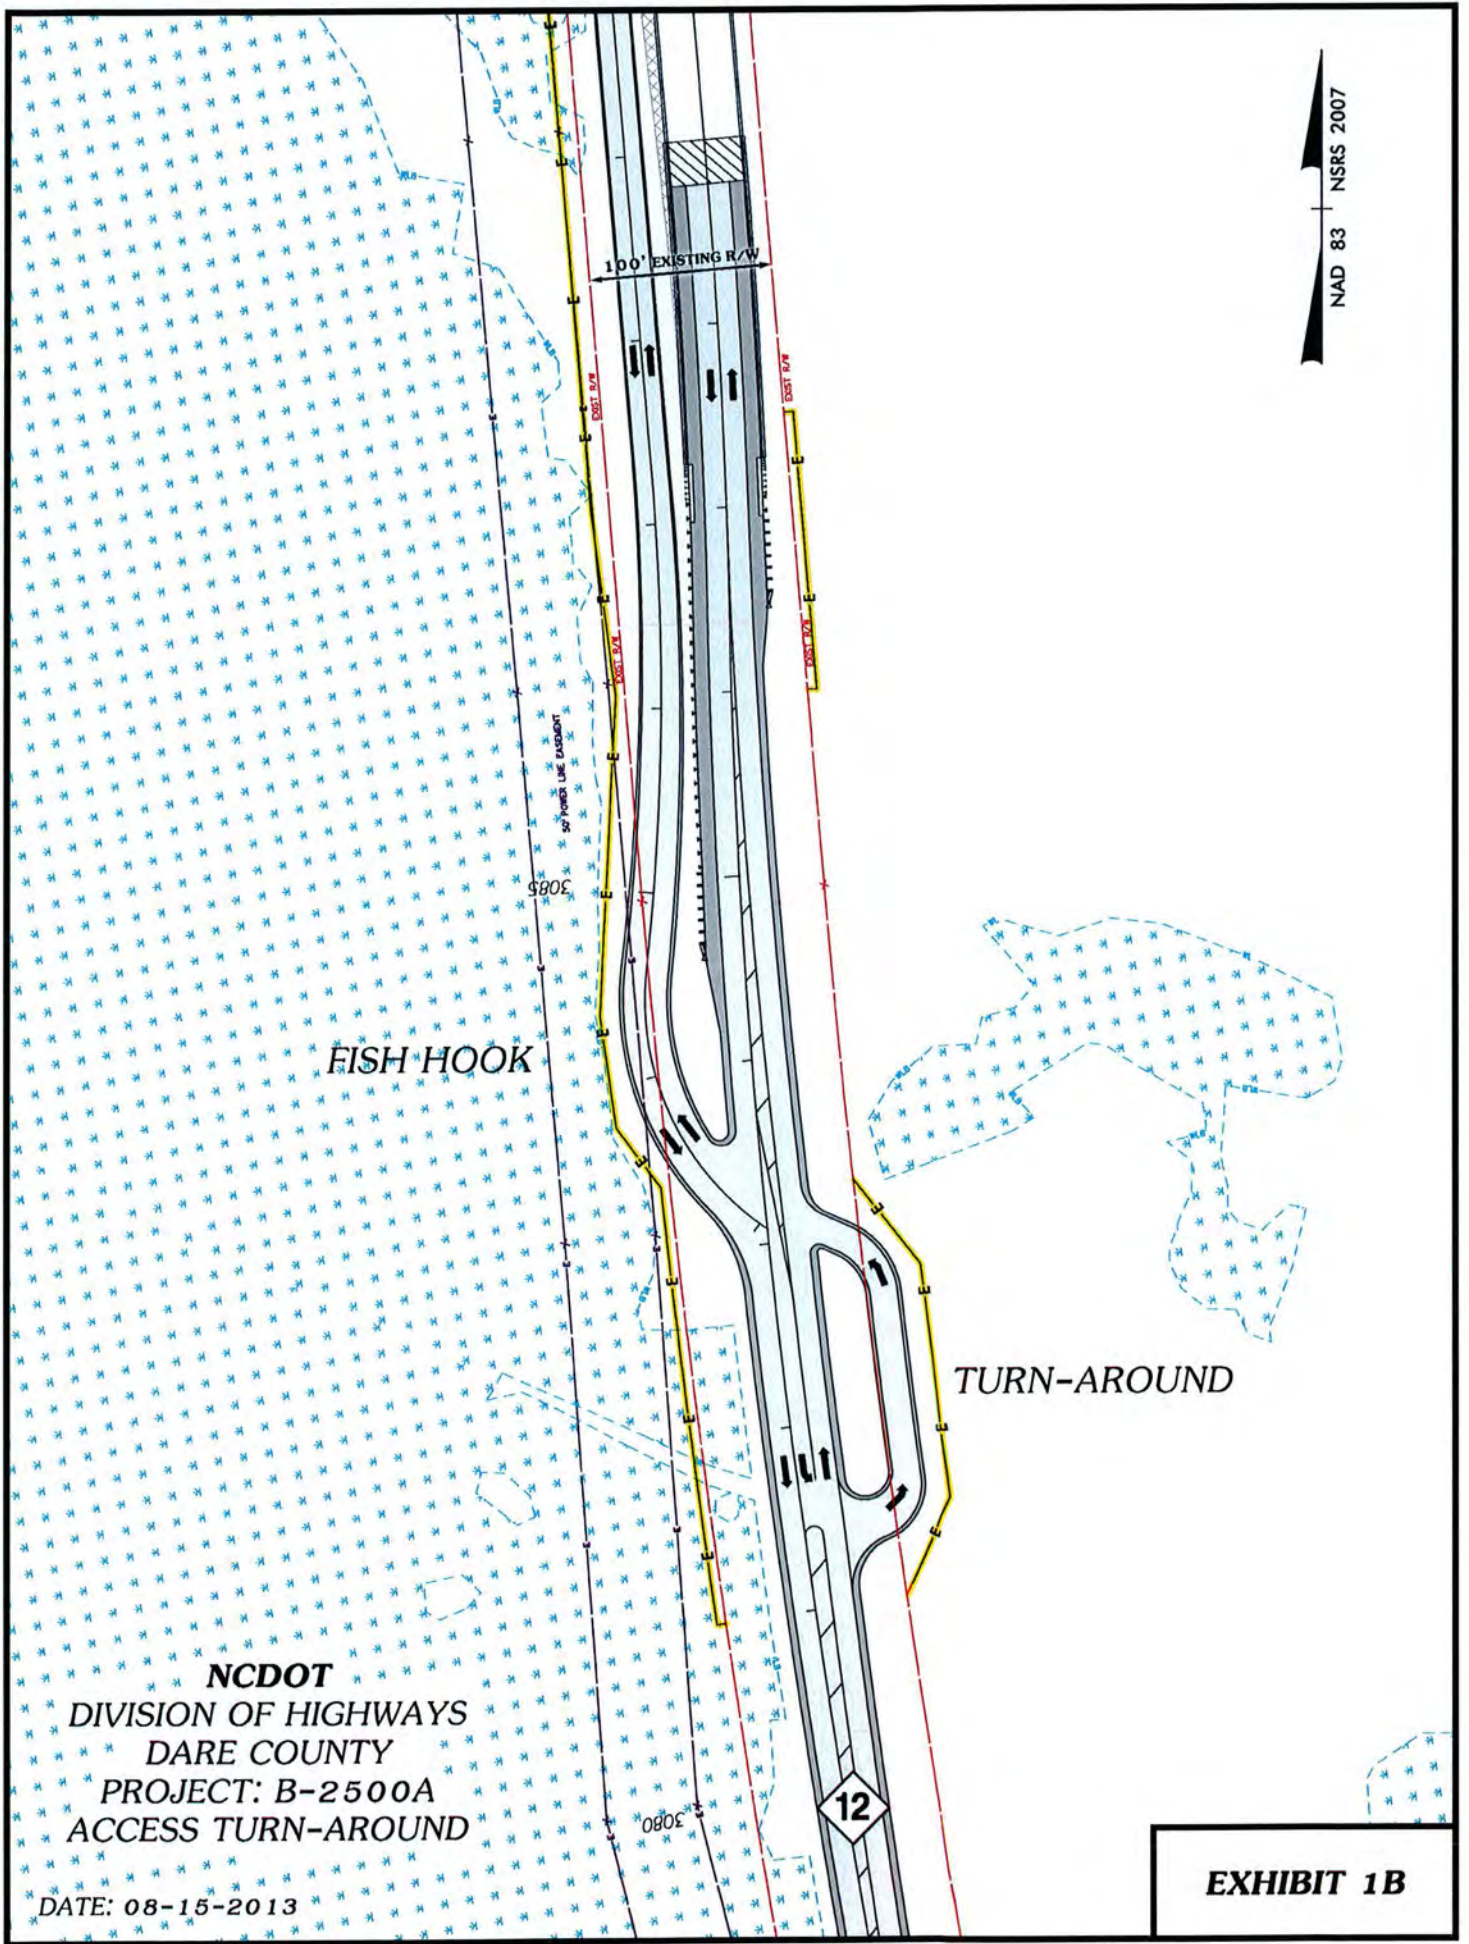 NAD 83 NSRS 2007
100' EXISTING R/W
EXIST R/W
EXIST R/W
EXIST R/W
EXIST R/W
50' POWER LINE EASEMENT
3085
FISH HOOK
TURN-AROUND
NCDOT
DIVISION OF HIGHWAYS
DARE COUNTY
PROJECT: B-2500A
ACCESS TURN-AROUND
12
3080
DATE: 08-15-2013
EXHIBIT 1B